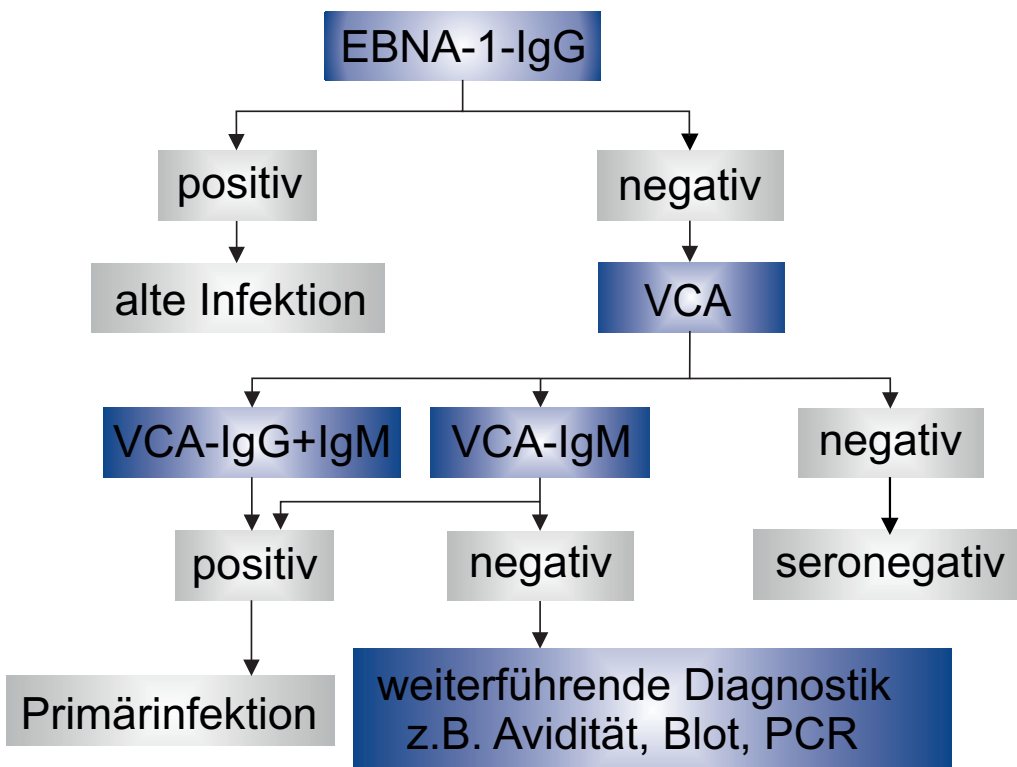 EBNA-1-IgG
positiv
negativ
alte Infektion
VCA
VCA-IgG+IgM
VCA-IgM
negativ
positiv
negativ
seronegativ
Primärinfektion
weiterführende Diagnostik
z.B. Avidität, Blot, PCR